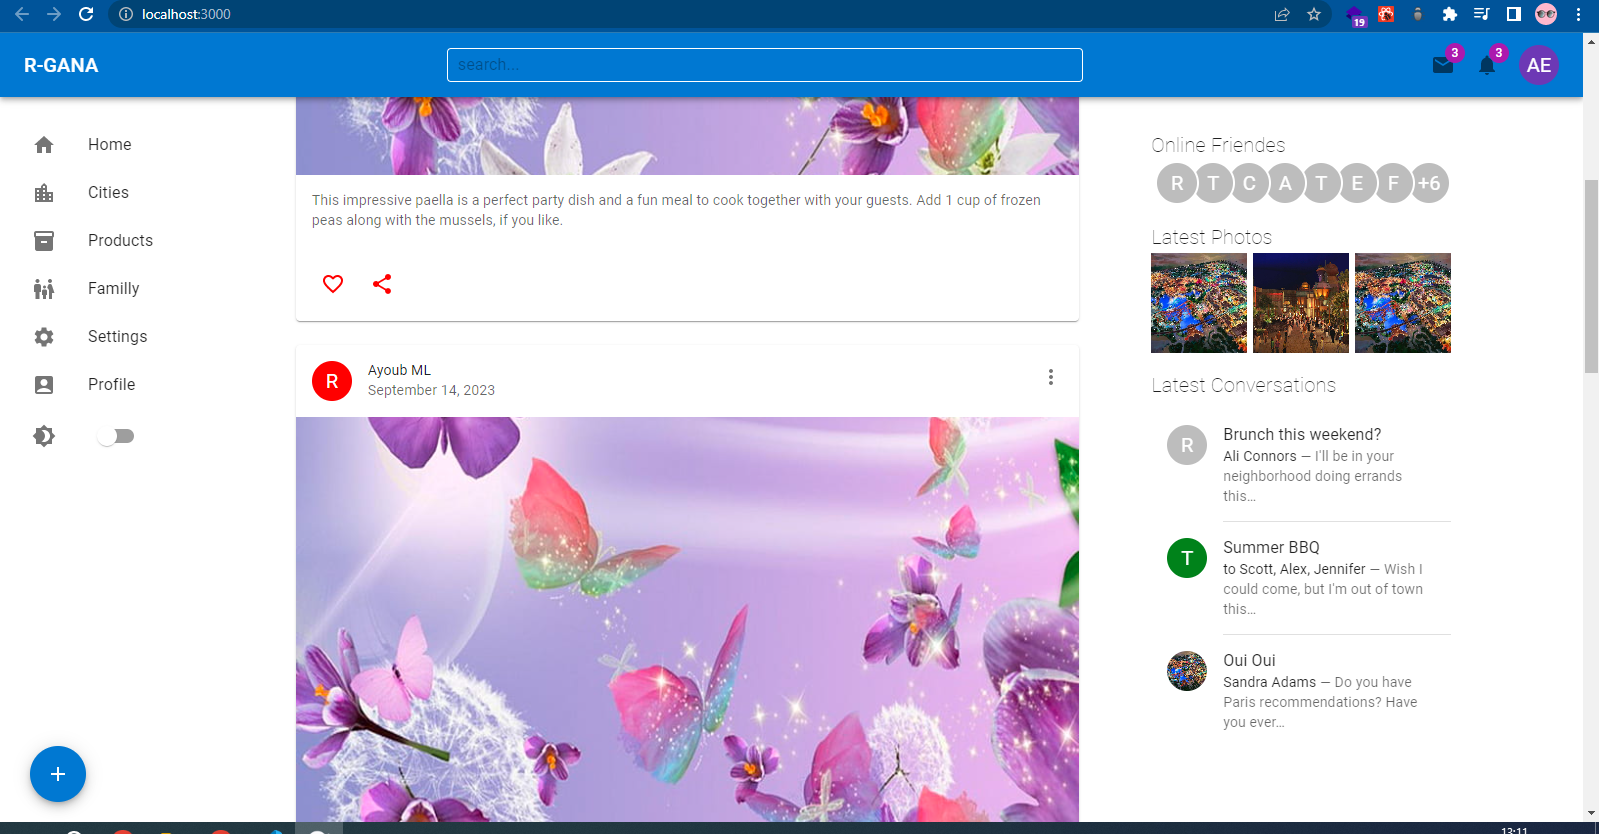 localhost:3000
19
R-GANA
search...
3
3
AE
Home
Cities
Products
Familly
Settings
Profile
This impressive paella is a perfect party dish and a fun meal to cook together with your guests. Add 1 cup of frozen
peas along with the mussels, if you like.
R
Ayoub ML
September 14, 2023
Online Friendes
R T C A T E F +6
Latest Photos
Latest Conversations
R
Brunch this weekend?
Ali Connors — I'll be in your
neighborhood doing errands
this…
T
Summer BBQ
to Scott, Alex, Jennifer — Wish I
could come, but I'm out of town
this…
Oui Oui
Sandra Adams — Do you have
Paris recommendations? Have
you ever…
+
13:11